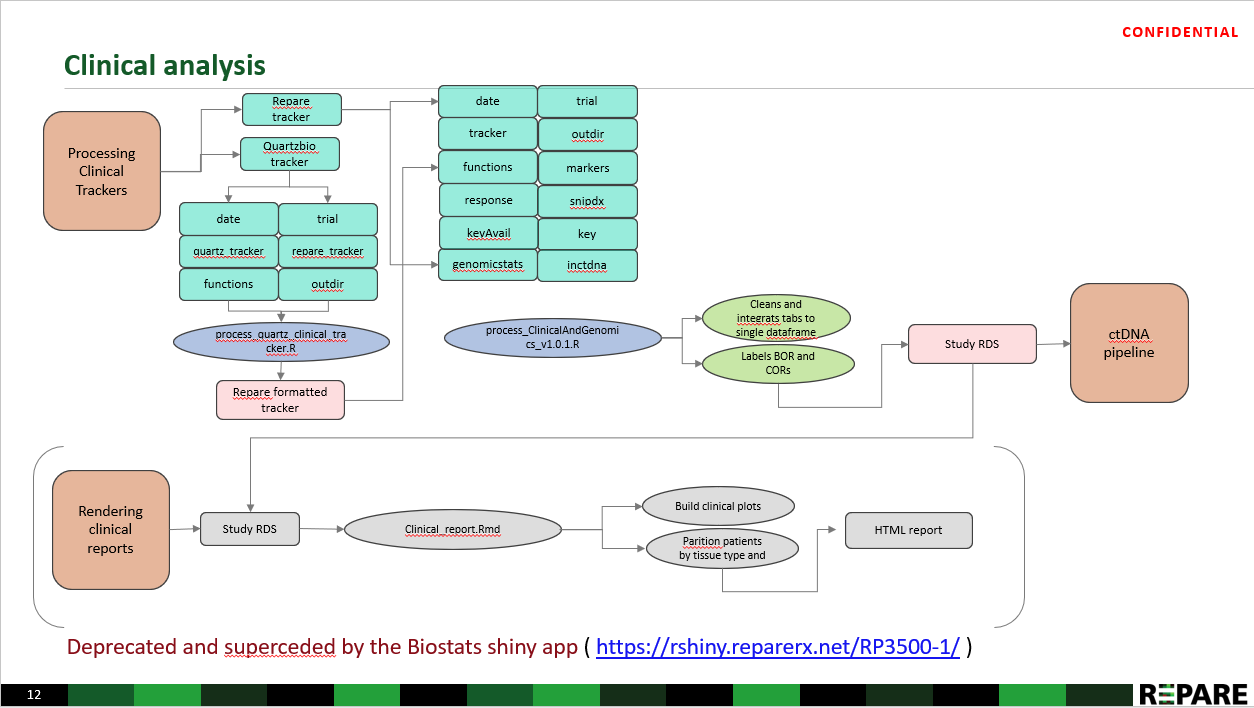 CONFIDENTIAL
Clinical analysis
Processing
Clinical
Trackers
Repare
tracker
Quartzbio
tracker
date
trial
quartz_tracker
repare_tracker
functions
outdir
process_quartz_clinical_tra
cker.R
Repare formatted
tracker
date
trial
tracker
outdir
functions
markers
response
snipdx
keyAvail
key
genomicstats
inctdna
process_ClinicalAndGenomi
cs_v1.0.1.R
Cleans and
integrats tabs to
single dataframe
Labels BOR and
CORs
Study RDS
ctDNA
pipeline
Rendering
clinical
reports
Study RDS
Clinical_report.Rmd
Build clinical plots
Parition patients
by tissue type and
HTML report
Deprecated and superceded by the Biostats shiny app ( https://rshiny.reparerx.net/RP3500-1/ )
12
REPARE